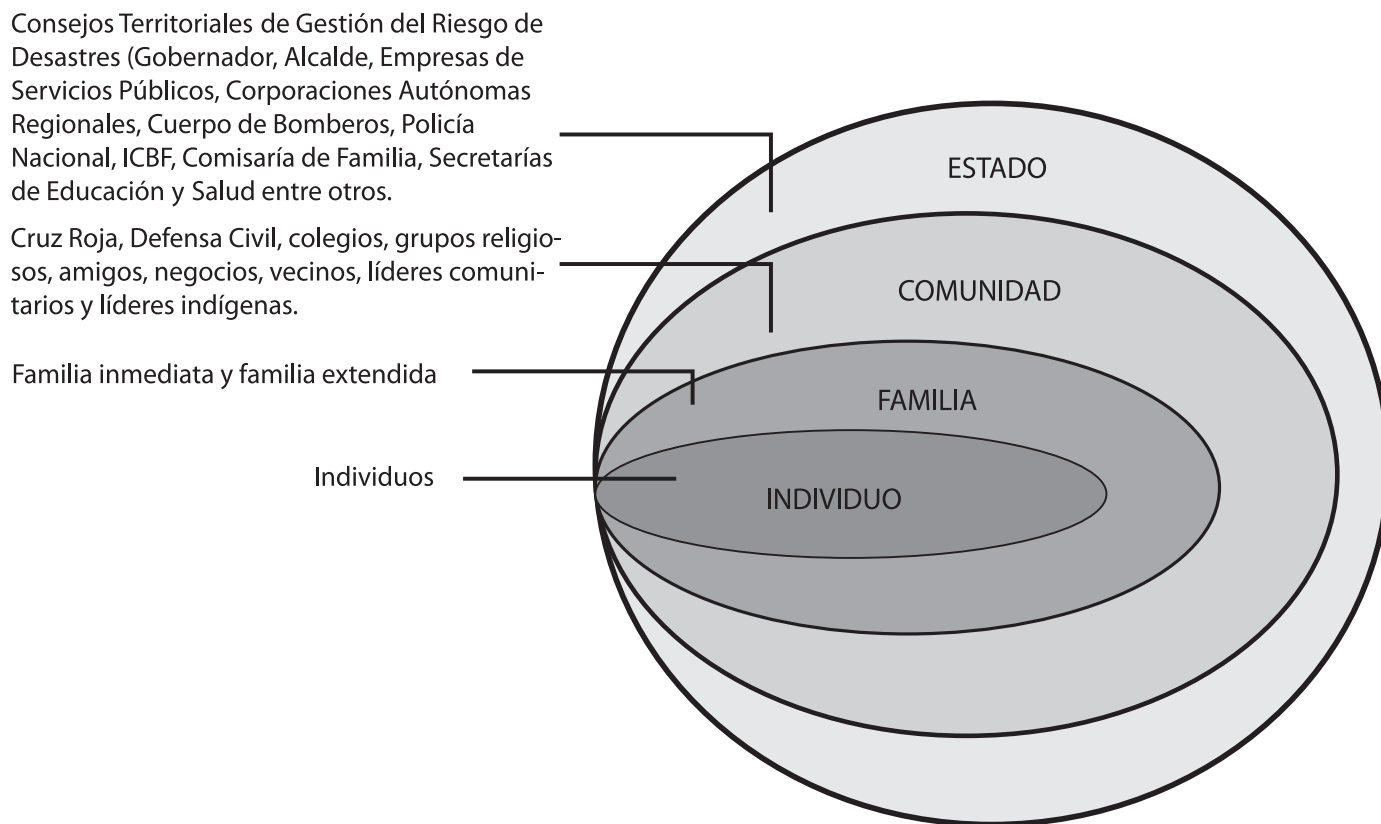 Consejos Territoriales de Gestión del Riesgo de
Desastres (Gobernador, Alcalde, Empresas de
Servicios Públicos, Corporaciones Autónomas
Regionales, Cuerpo de Bomberos, Policía
Nacional, ICBF, Comisaría de Familia, Secretarías
de Educación y Salud entre otros.
Cruz Roja, Defensa Civil, colegios, grupos religio-
sos, amigos, negocios, vecinos, líderes comuni-
tarios y líderes indígenas.
Familia inmediata y familia extendida
Individuos
ESTADO
COMUNIDAD
FAMILIA
INDIVIDUO